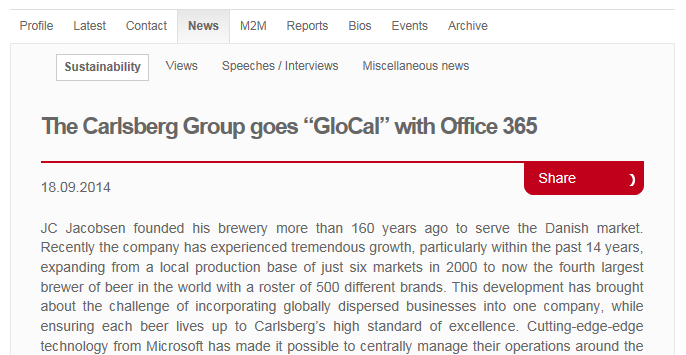 Profile Latest Contact News M2M Reports Bios Events Archive
Sustainability Views Speeches / Interviews Miscellaneous news
The Carlsberg Group goes “GloCal” with Office 365
Share
18.09.2014
JC Jacobsen founded his brewery more than 160 years ago to serve the Danish market.
Recently the company has experienced tremendous growth, particularly within the past 14 years,
expanding from a local production base of just six markets in 2000 to now the fourth largest
brewer of beer in the world with a roster of 500 different brands. This development has brought
about the challenge of incorporating globally dispersed businesses into one company, while
ensuring each beer lives up to Carlsberg’s high standard of excellence. Cutting-edge-edge
technology from Microsoft has made it possible to centrally manage their operations around the